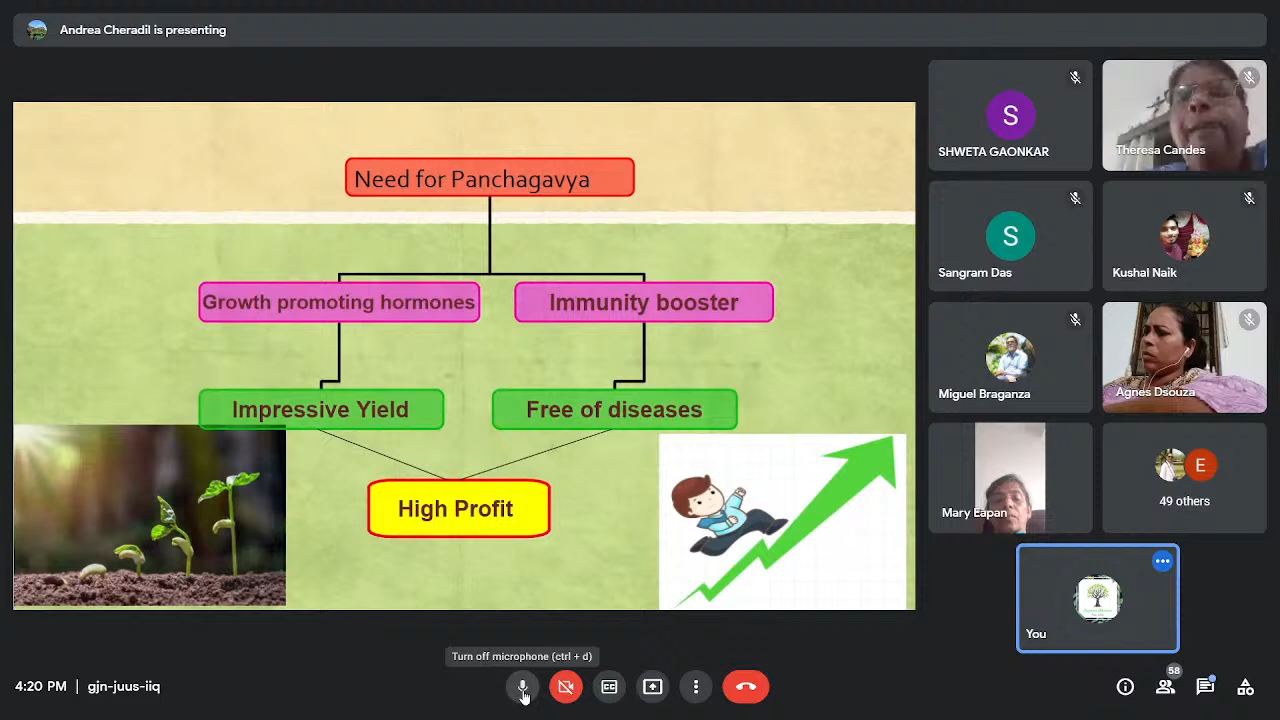 Andrea Cheradil is presenting
Need for Panchagavya
Growth promoting hormones
Immunity booster
Impressive Yield
Free of diseases
High Profit
S
SHWETA GAONKAR
Theresa Candes
S
Sangram Das
Kushal Naik
Miguel Braganza
Agnes Dsouza
Mary Eapan
E
49 others
You
Turn off microphone (ctrl + d)
4:20 PM | gjn-juus-iiq
58